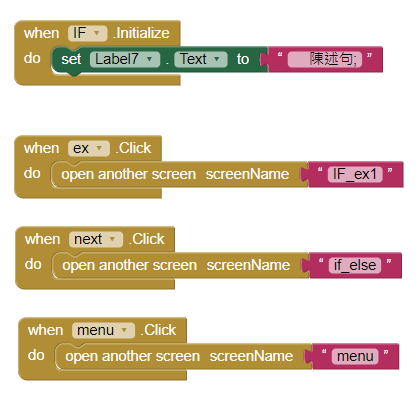 when IF .Initialize
do set Label7 . Text to " 陳述句; "
when ex .Click
do open another screen screenName " IF_ex1 "
when next .Click
do open another screen screenName " if_else "
when menu .Click
do open another screen screenName " menu "